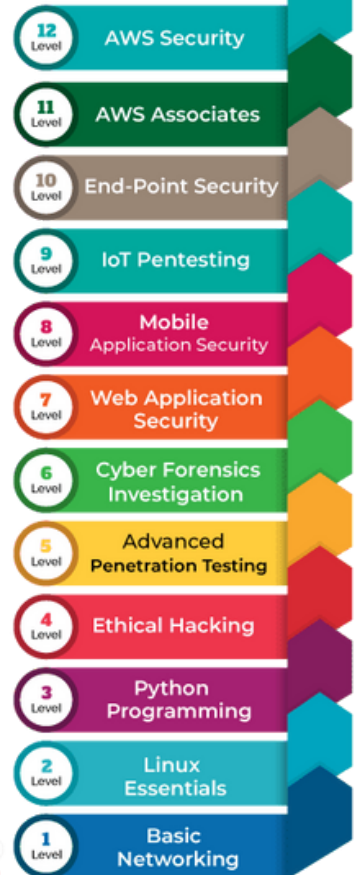 12
Level
AWS Security
11
Level
AWS Associates
10
Level
End-Point Security
9
Level
IoT Pentesting
8
Level
Mobile
Application Security
7
Level
Web Application
Security
6
Level
Cyber Forensics
Investigation
5
Level
Advanced
Penetration Testing
4
Level
Ethical Hacking
3
Level
Python
Programming
2
Level
Linux
Essentials
1
Level
Basic
Networking